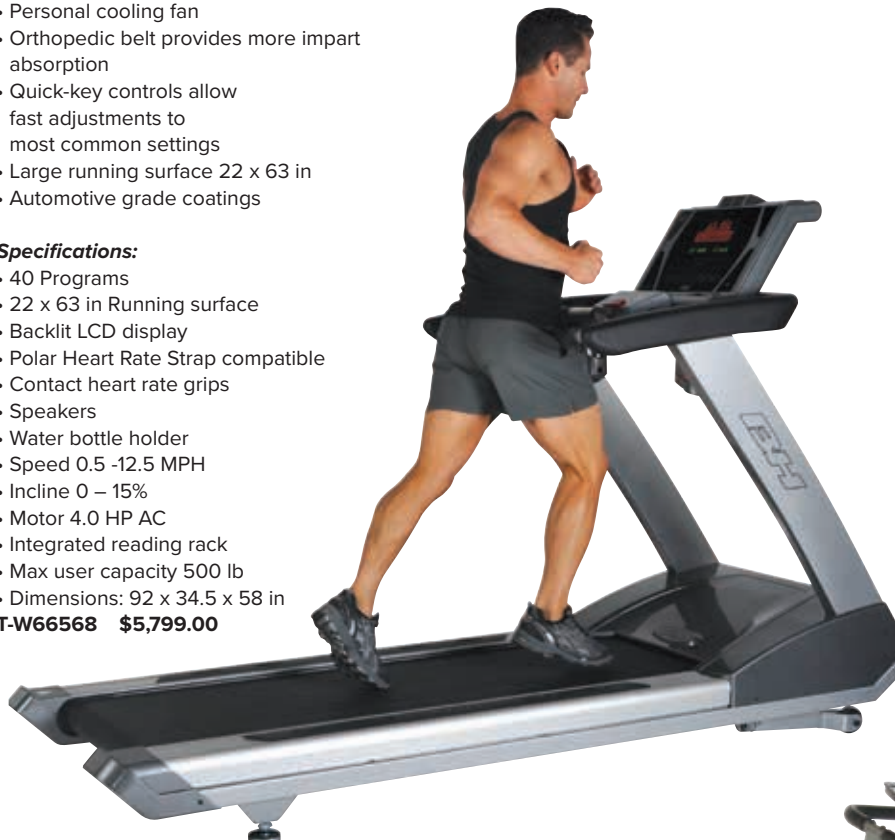 • Personal cooling fan
• Orthopedic belt provides more impart
absorption
• Quick-key controls allow
fast adjustments to
most common settings
• Large running surface 22 x 63 in
• Automotive grade coatings
Specifications:
• 40 Programs
• 22 x 63 in Running surface
• Backlit LCD display
• Polar Heart Rate Strap compatible
• Contact heart rate grips
• Speakers
• Water bottle holder
• Speed 0.5 -12.5 MPH
• Incline 0 – 15%
• Motor 4.0 HP AC
• Integrated reading rack
• Max user capacity 500 lb
• Dimensions: 92 x 34.5 x 58 in
T-W66568 $5,799.00
BH